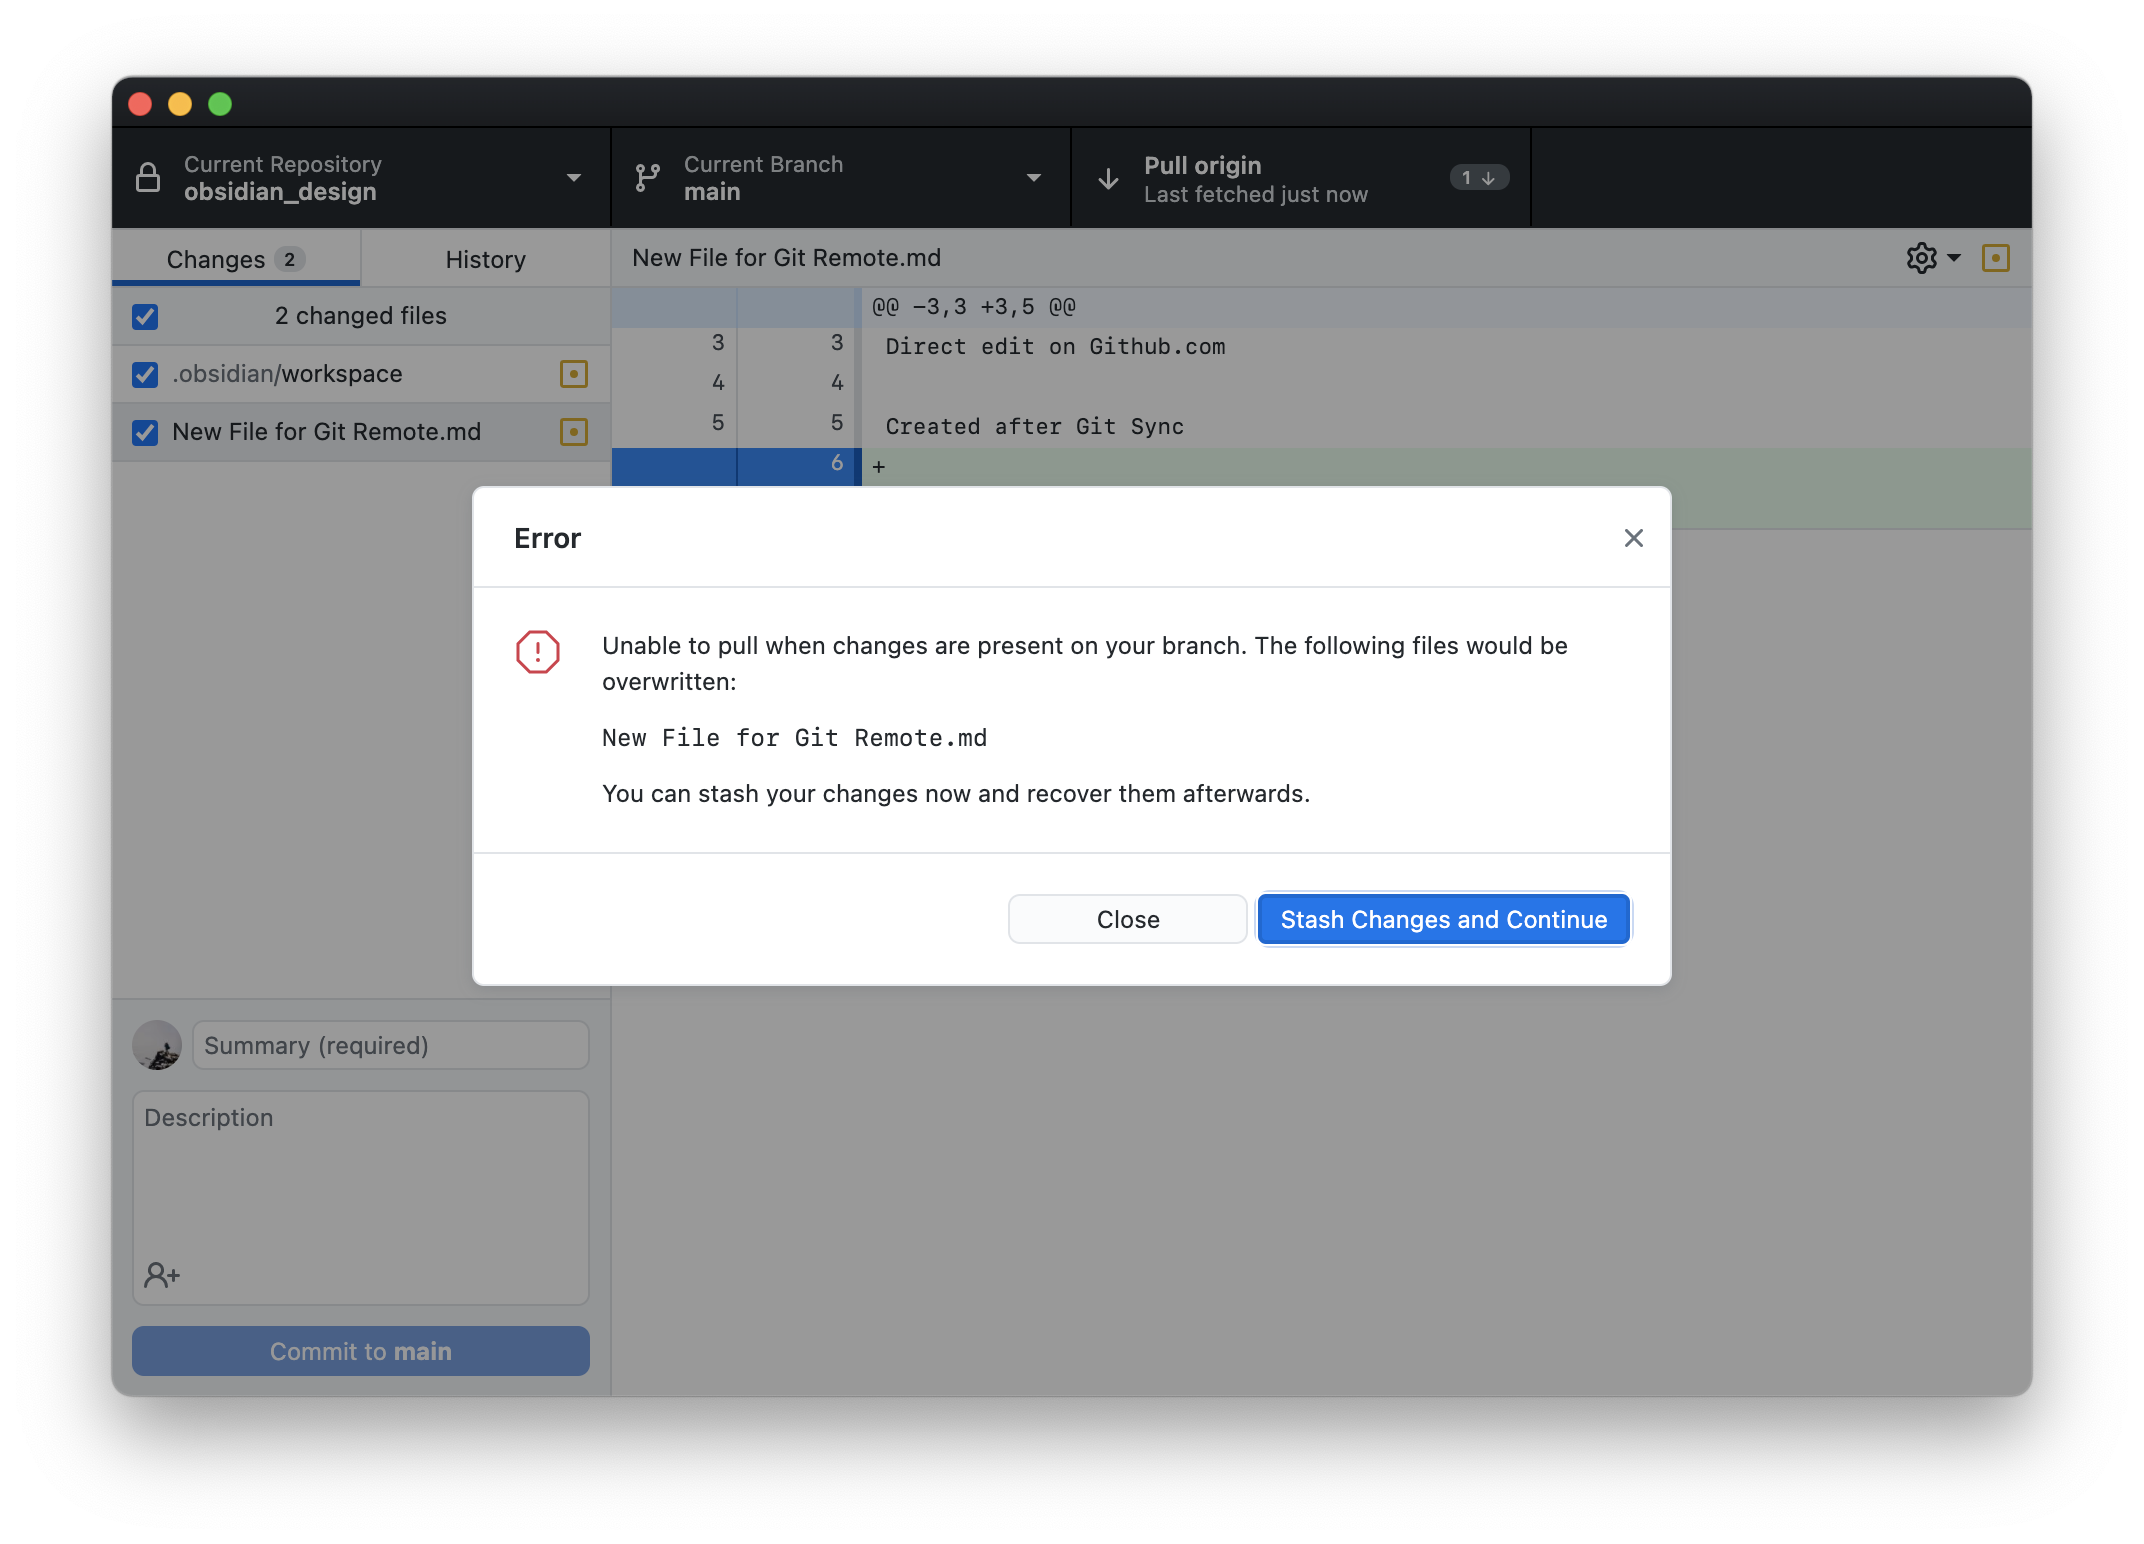 Current Repository
obsidian_design
Current Branch
main
Pull origin
Last fetched just now
1
Changes 2
History
New File for Git Remote.md
2 changed files
.obsidian/workspace
New File for Git Remote.md
@@ -3,3 +3,5 @@
3 3 Direct edit on Github.com
4 4
5 5 Created after Git Sync
6 +
Error
Unable to pull when changes are present on your branch. The following files would be
overwritten:
New File for Git Remote.md
You can stash your changes now and recover them afterwards.
Close
Stash Changes and Continue
Summary (required)
Description
Commit to main